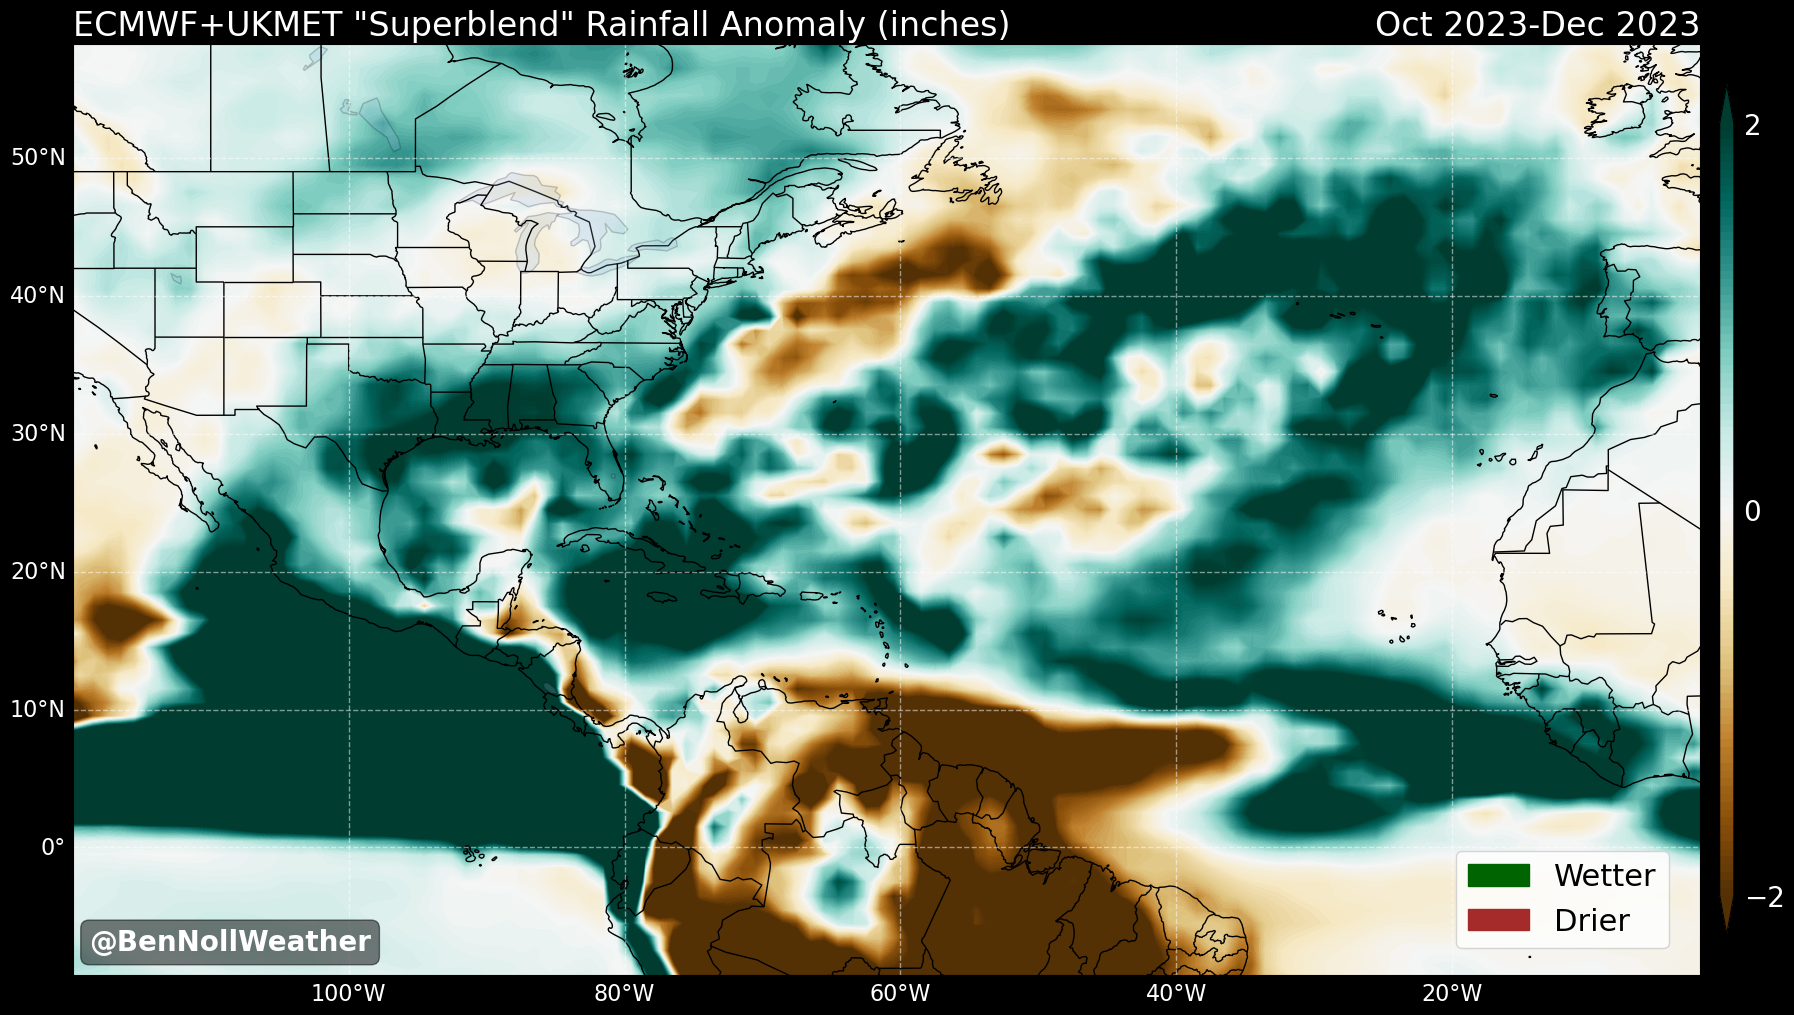 ECMWF+UKMET "Superblend" Rainfall Anomaly (inches)
Oct 2023-Dec 2023
50°N
40°N
30°N
20°N
10°N
0°
100°W
80°W
60°W
40°W
20°W
2
0
−2
Wetter
Drier
@BenNollWeather